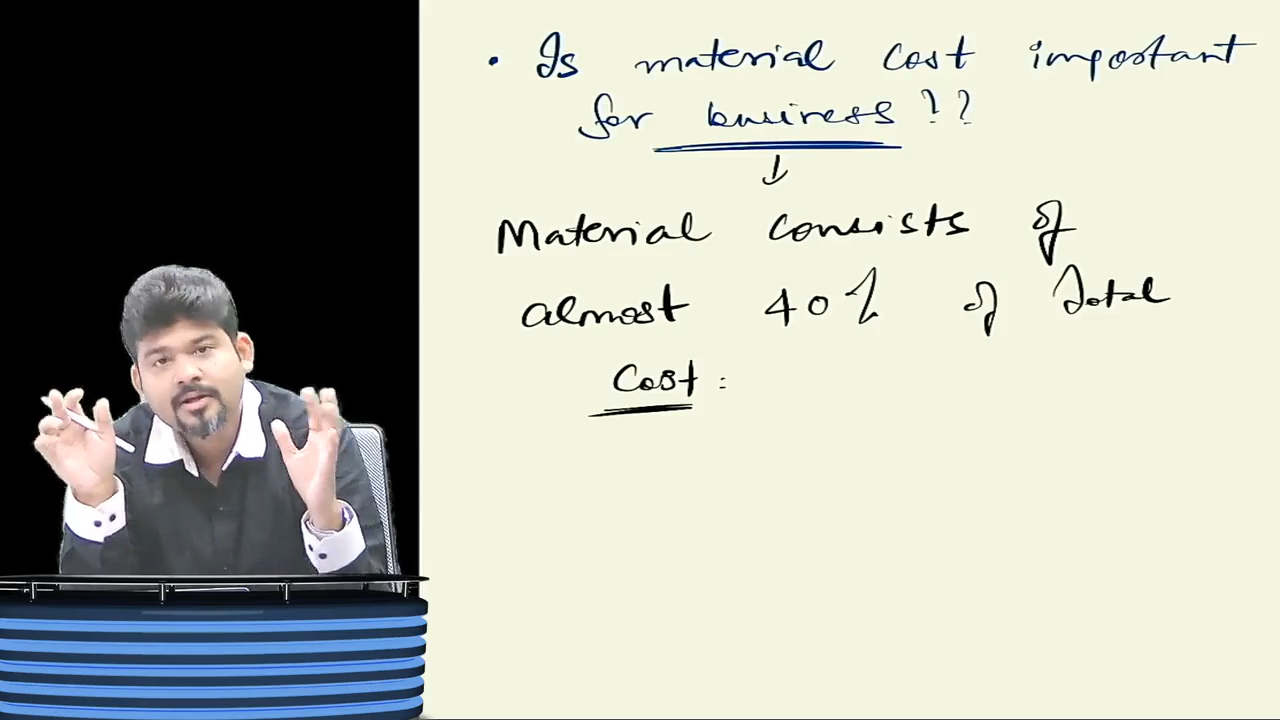 • Is material cost important
for business ??
↓
Material consists of
almost 40% of Total
Cost :